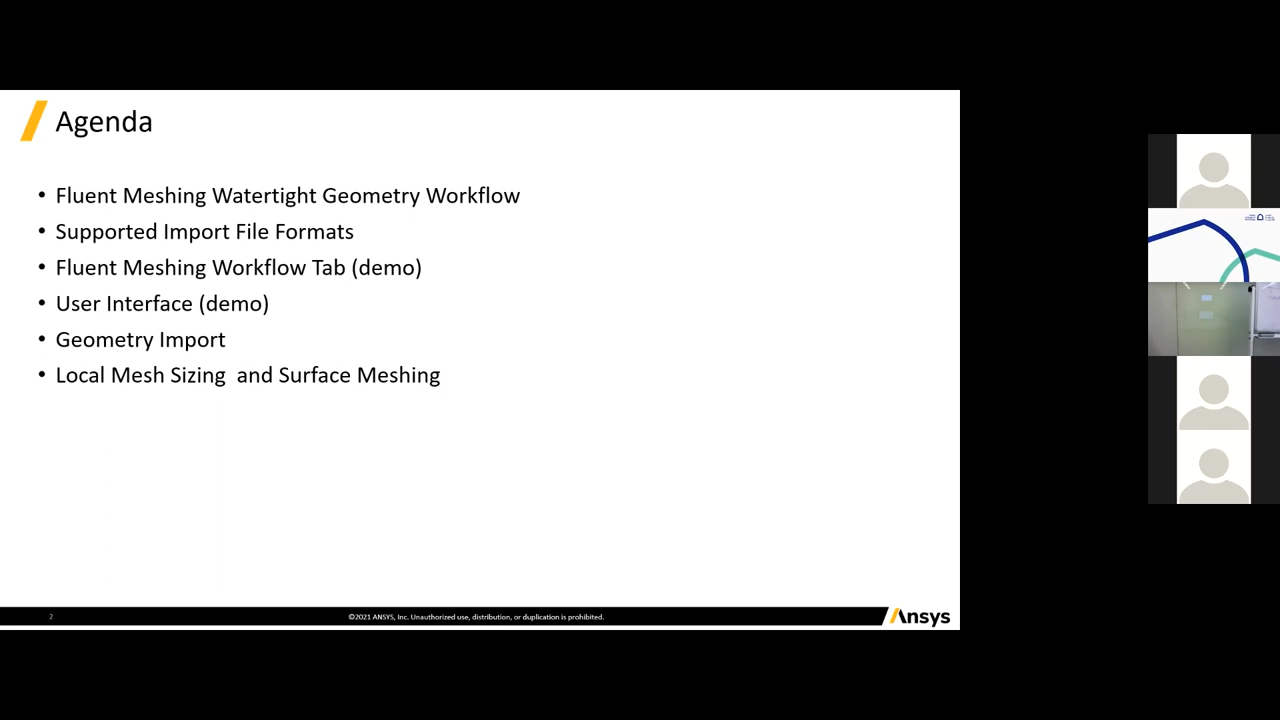 Agenda
• Fluent Meshing Watertight Geometry Workflow
• Supported Import File Formats
• Fluent Meshing Workflow Tab (demo)
• User Interface (demo)
• Geometry Import
• Local Mesh Sizing  and Surface Meshing
2
©2021 ANSYS, Inc. Unauthorized use, distribution, or duplication is prohibited.
Ansys